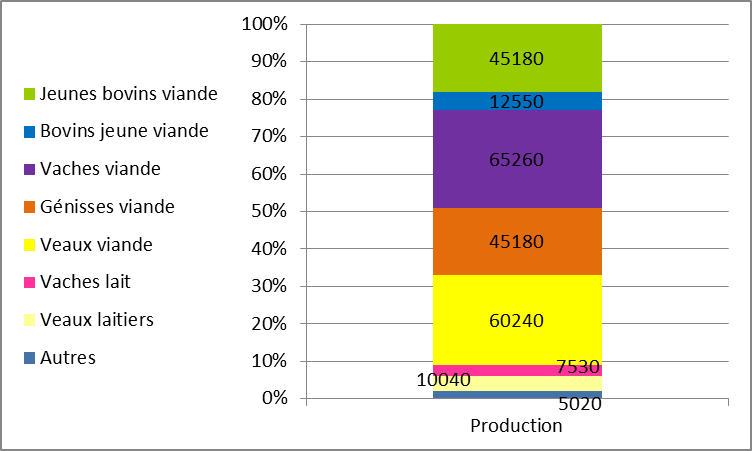 Jeunes bovins viande
Bovins jeune viande
Vaches viande
Génisses viande
Veaux viande
Vaches lait
Veaux laitiers
Autres
100%
90%
80%
70%
60%
50%
40%
30%
20%
10%
0%
45180
12550
65260
45180
60240
7530
10040
5020
Production